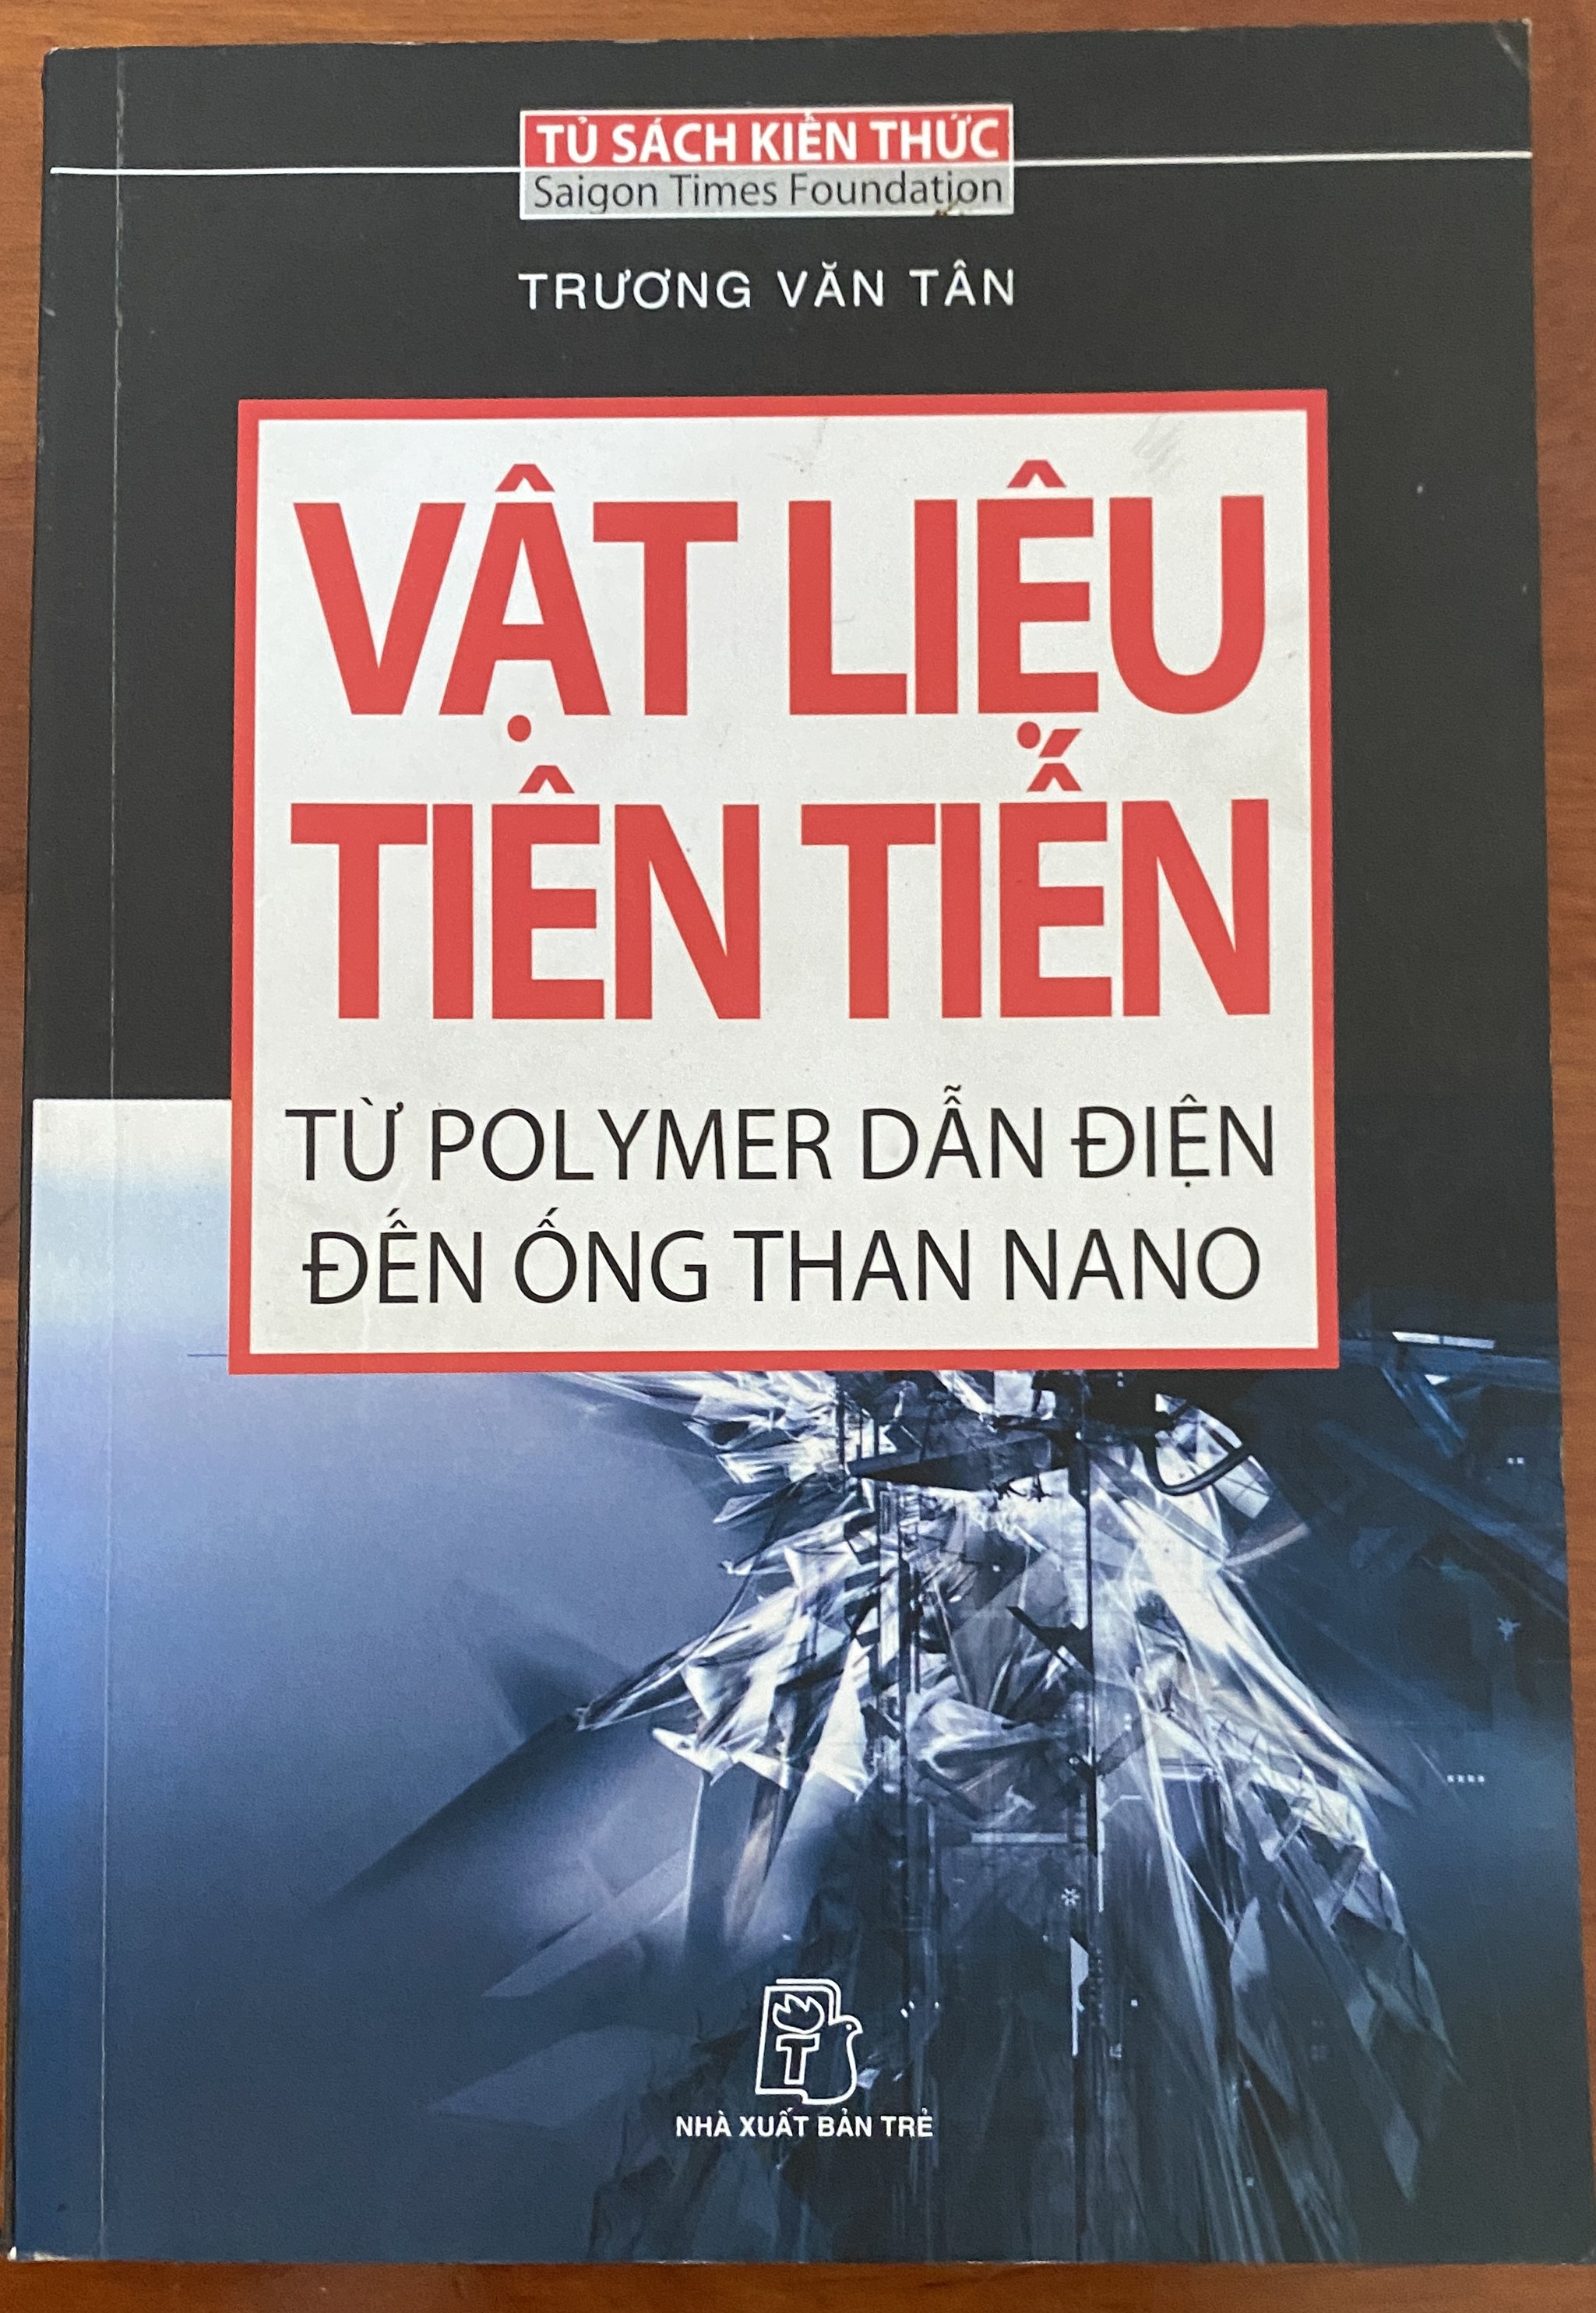 TỦ SÁCH KIẾN THỨC
Saigon Times Foundation
TRƯƠNG VĂN TÂN
VẬT LIỆU
TIÊN TIẾN
TỪ POLYMER DẪN ĐIỆN
ĐẾN ỐNG THAN NANO
T
NHÀ XUẤT BẢN TRẺ